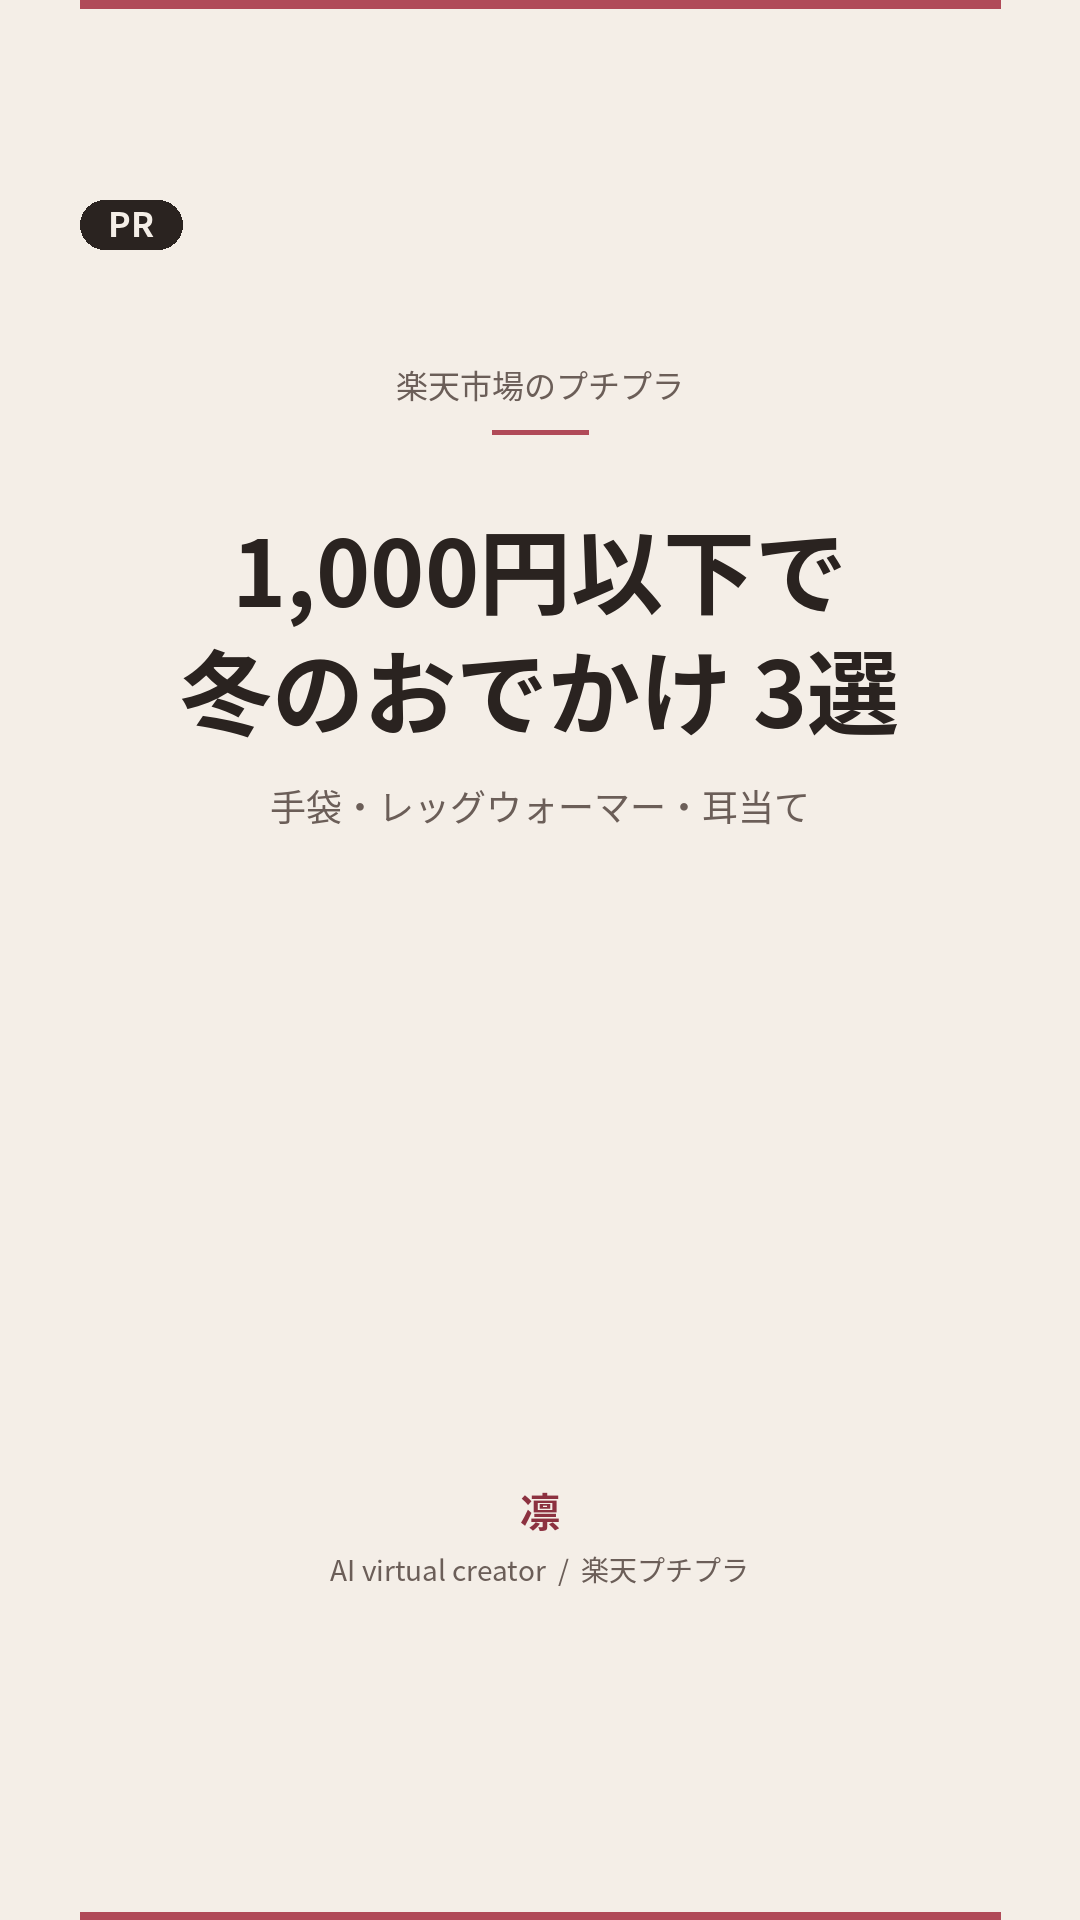 PR
楽天市場のプチプラ
1,000円以下で
冬のおでかけ 3選
手袋・レッグウォーマー・耳当て
凛
AI virtual creator / 楽天プチプラ